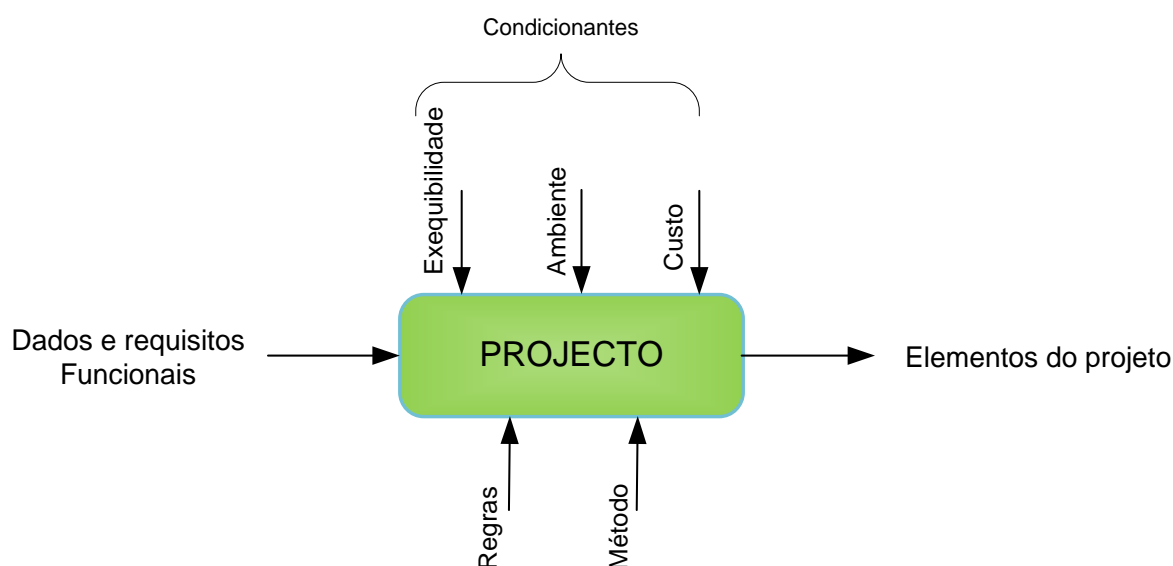 Condicionantes
Exequibilidade
Ambiente
Custo
Dados e requisitos
Funcionais
PROJECTO
Elementos do projeto
Regras
Método